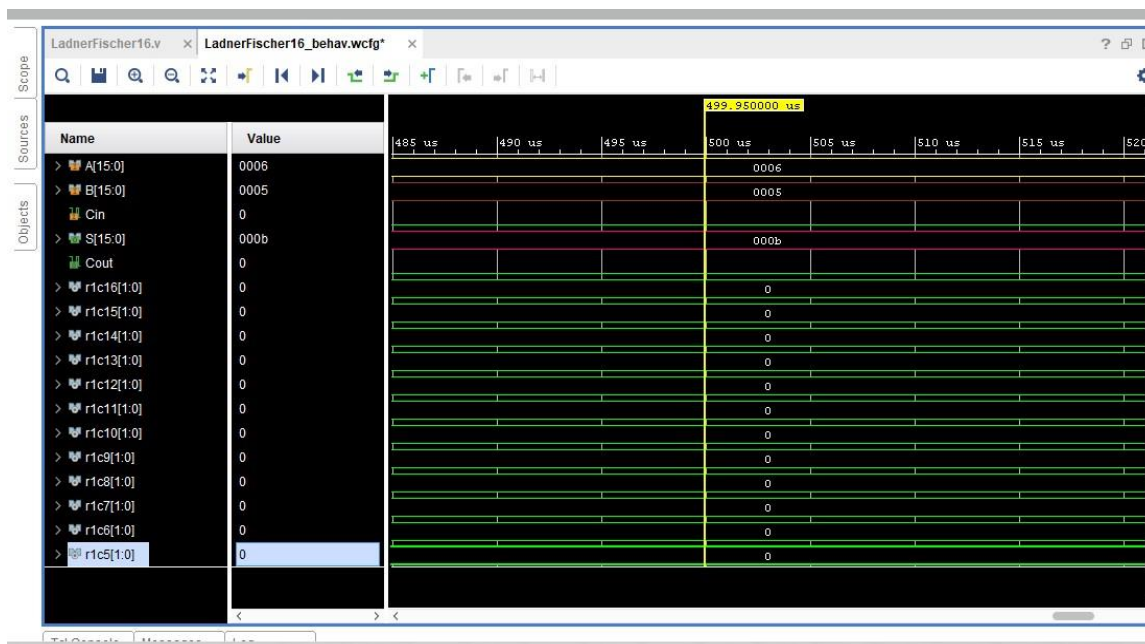 LadnerFischer16.v × LadnerFischer16_behav.wcfg* ×
?
Scope
Sources
Objects
499.950000 us
Name Value
485 us 490 us 495 us 500 us 505 us 510 us 515 us 520
A[15:0] 0006 0006
B[15:0] 0005 0005
Cin 0
S[15:0] 000b 000b
Cout 0
r1c16[1:0] 0 0
r1c15[1:0] 0 0
r1c14[1:0] 0 0
r1c13[1:0] 0 0
r1c12[1:0] 0 0
r1c11[1:0] 0 0
r1c10[1:0] 0 0
r1c9[1:0] 0 0
r1c8[1:0] 0 0
r1c7[1:0] 0 0
r1c6[1:0] 0 0
r1c5[1:0] 0 0